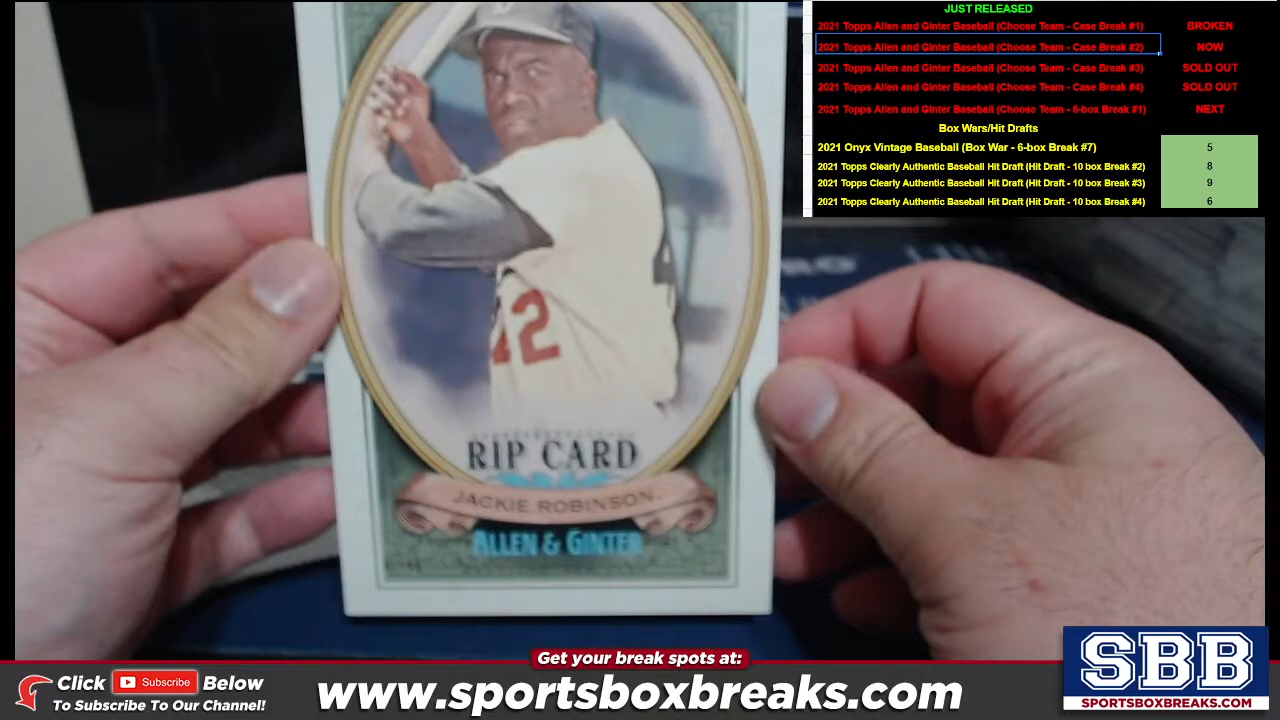 JUST RELEASED
2021 Topps Allen and Ginter Baseball (Choose Team - Case Break #1) BROKEN
2021 Topps Allen and Ginter Baseball (Choose Team - Case Break #2) NOW
2021 Topps Allen and Ginter Baseball (Choose Team - Case Break #3) SOLD OUT
2021 Topps Allen and Ginter Baseball (Choose Team - Case Break #4) SOLD OUT
2021 Topps Allen and Ginter Baseball (Choose Team - 6-box Break #1) NEXT
Box Wars/Hit Drafts
2021 Onyx Vintage Baseball (Box War - 6-box Break #7) 5
2021 Topps Clearly Authentic Baseball Hit Draft (Hit Draft - 10 box Break #2) 8
2021 Topps Clearly Authentic Baseball Hit Draft (Hit Draft - 10 box Break #3) 9
2021 Topps Clearly Authentic Baseball Hit Draft (Hit Draft - 10 box Break #4) 6
42
RIP CARD
JACKIE ROBINSON
ALLEN & GINTER
Get your break spots at:
Click Subscribe Below
To Subscribe To Our Channel!
www.sportsboxbreaks.com
SBB
SPORTSBOXBREAKS.COM